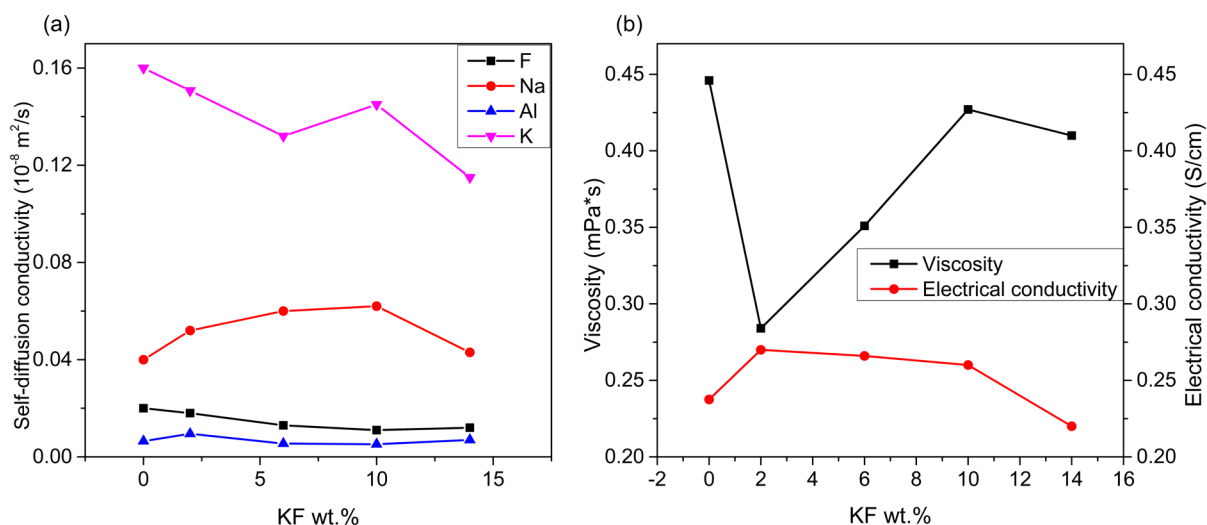 (a)
Self-diffusion conductivity (10⁻⁸ m²/s)
0.16
0.12
0.08
0.04
0.00
F
Na
Al
K
0
5
10
15
KF wt.%
(b)
Viscosity (mPa*s)
0.45
0.40
0.35
0.30
0.25
0.20
Viscosity
Electrical conductivity
-2
0
2
4
6
8
10
12
14
16
KF wt.%
0.45
0.40
0.35
0.30
0.25
0.20
Electrical conductivity (S/cm)